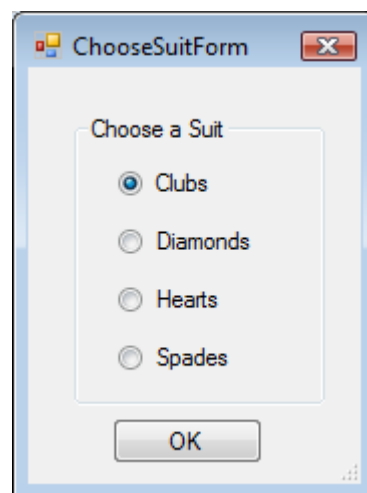 ChooseSuitForm
Choose a Suit
Clubs
Diamonds
Hearts
Spades
OK